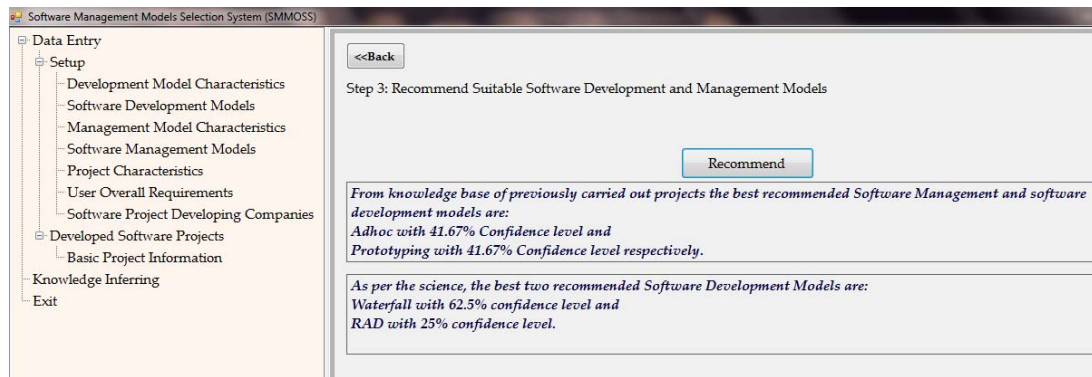 Software Management Models Selection System (SMMOSS)
Data Entry
Setup
Development Model Characteristics
Software Development Models
Management Model Characteristics
Software Management Models
Project Characteristics
User Overall Requirements
Software Project Developing Companies
Developed Software Projects
Basic Project Information
Knowledge Inferring
Exit
<<Back
Step 3: Recommend Suitable Software Development and Management Models
Recommend
From knowledge base of previously carried out projects the best recommended Software Management and software
development models are:
Adhoc with 41.67% Confidence level and
Prototyping with 41.67% Confidence level respectively.
As per the science, the best two recommended Software Development Models are:
Waterfall with 62.5% confidence level and
RAD with 25% confidence level.